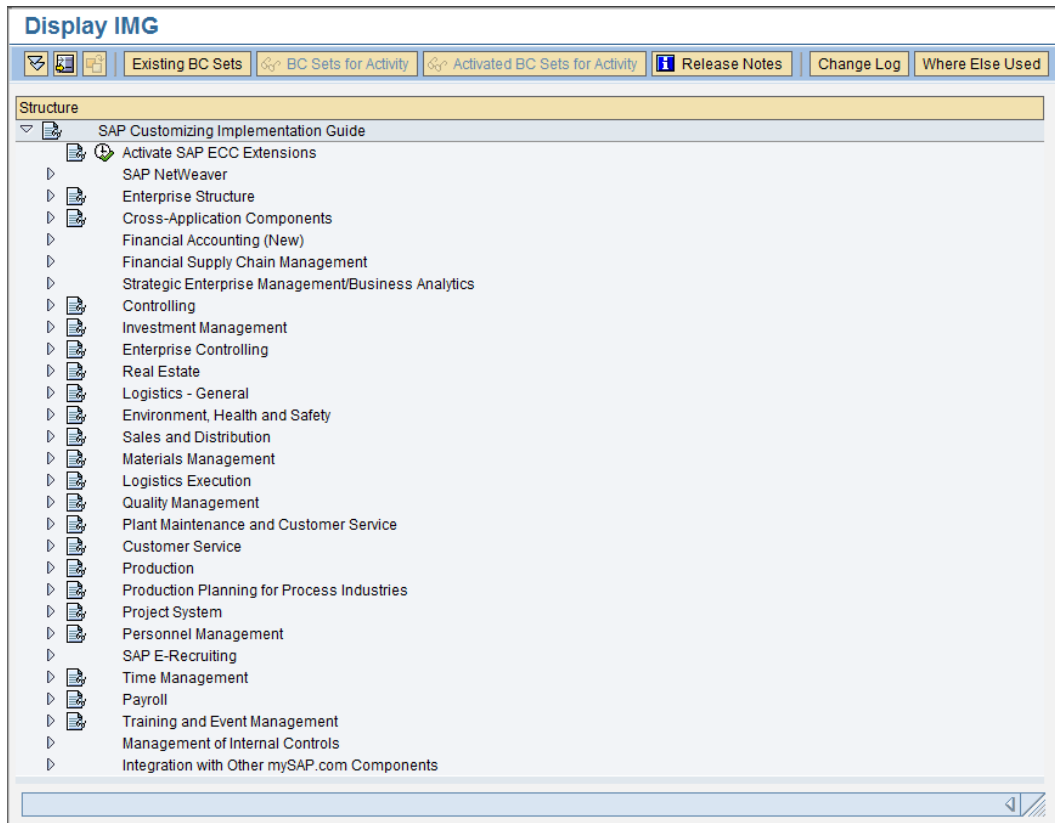 Display IMG
Existing BC Sets BC Sets for Activity Activated BC Sets for Activity Release Notes Change Log Where Else Used
Structure
SAP Customizing Implementation Guide
Activate SAP ECC Extensions
SAP NetWeaver
Enterprise Structure
Cross-Application Components
Financial Accounting (New)
Financial Supply Chain Management
Strategic Enterprise Management/Business Analytics
Controlling
Investment Management
Enterprise Controlling
Real Estate
Logistics - General
Environment, Health and Safety
Sales and Distribution
Materials Management
Logistics Execution
Quality Management
Plant Maintenance and Customer Service
Customer Service
Production
Production Planning for Process Industries
Project System
Personnel Management
SAP E-Recruiting
Time Management
Payroll
Training and Event Management
Management of Internal Controls
Integration with Other mySAP.com Components